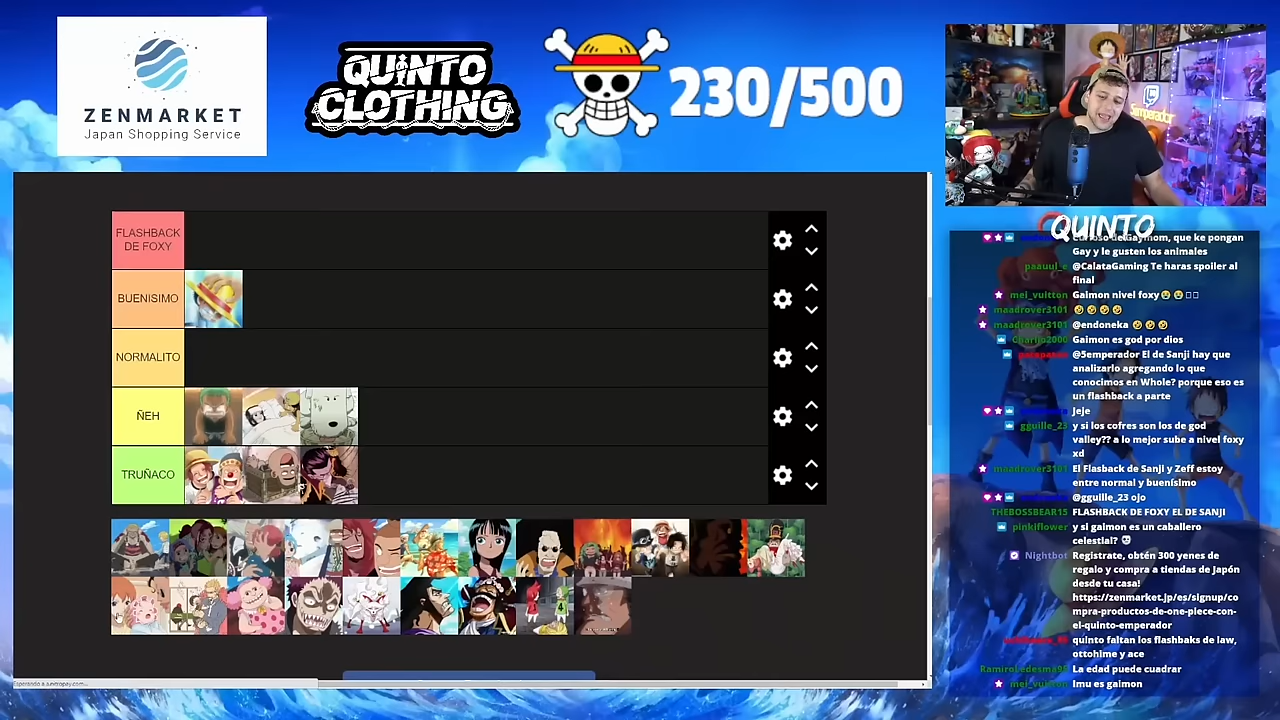 ZENMARKET
Japan Shopping Service
QUINTO
CLOTHING
230/500
5emperador
QUINTO
FLASHBACK
DE FOXY
BUENISIMO
NORMALITO
ÑEH
TRUÑACO
Gay y le gusten los animales
@CalataGaming Te haras spoiler al
final
mei_vuitton Gaimon nivel foxy
maadrover3101
maadrover3101 @endoneka
Charlio2000 Gaimon es god por dios
@5emperador El de Sanji hay que
analizarlo agregando lo que
conocimos en Whole? porque eso es
un flashback a parte
Jeje
gguille_23 y si los cofres son los de god
valley?? a lo mejor sube a nivel foxy
xd
maadrover3101 El Flasback de Sanji y Zeff estoy
entre normal y buenísimo
@gguille_23 ojo
THEBOSSBEAR15 FLASHBACK DE FOXY EL DE SANJI
pinkiflower y si gaimon es un caballero
celestial?
Nightbot Registrate, obtén 300 yenes de
regalo y compra a tiendas de Japón
desde tu casa!
https://zenmarket.jp/es/signup/co
mpra-productos-de-one-piece-con-
el-quinto-emperador
quinto faltan los flashbaks de law,
ottohime y ace
RamiroLedesma95 La edad puede cuadrar
mei_vuitton Imu es gaimon